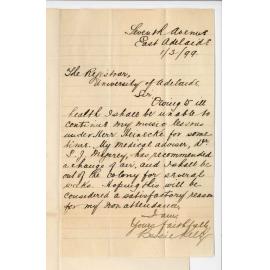 Seventh Avenue
East Adelaide
1/3/99.
The Registrar,
University of Adelaide
Sir
Owing to ill
health I shall be unable to
continue my music lessons
under Herr Reinecke for some
time. My medical adviser, Dr
has recommended
a change of air, and I shall be
out of the colony for several
weeks. Hoping this will be
considered a satisfactory reason
for my non attendance,
I am
Yours faithfully
Bessie